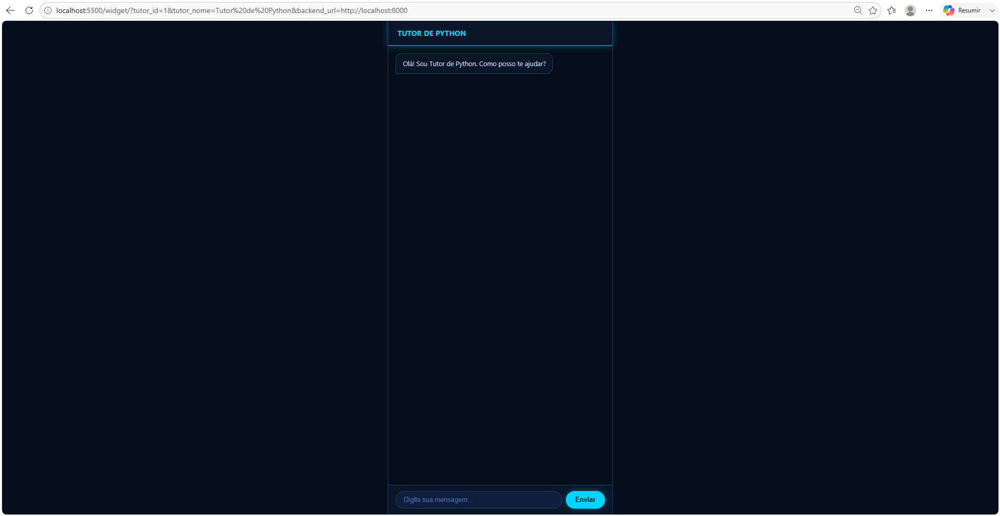 localhost:5500/widget/?tutor_id=1&tutor_nome=Tutor%20de%20Python&backend_url=http://localhost:8000
Resumir
TUTOR DE PYTHON
Olá! Sou Tutor de Python. Como posso te ajudar?
Digite sua mensagem...
Enviar